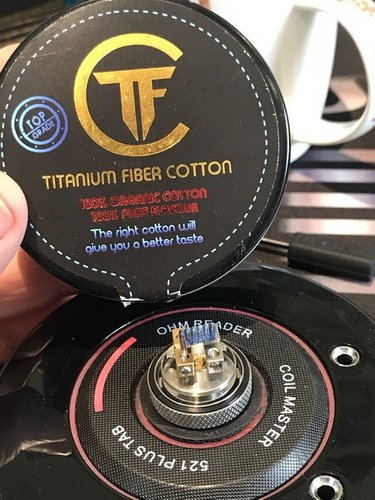 CTF
TOP
GRADE
TITANIUM FIBER COTTON
100% ORGANIC COTTON
100% PURE FLAVOUR
The right cotton will
give you a better taste
OHM READER
COIL MASTER
521 PLUS TAB